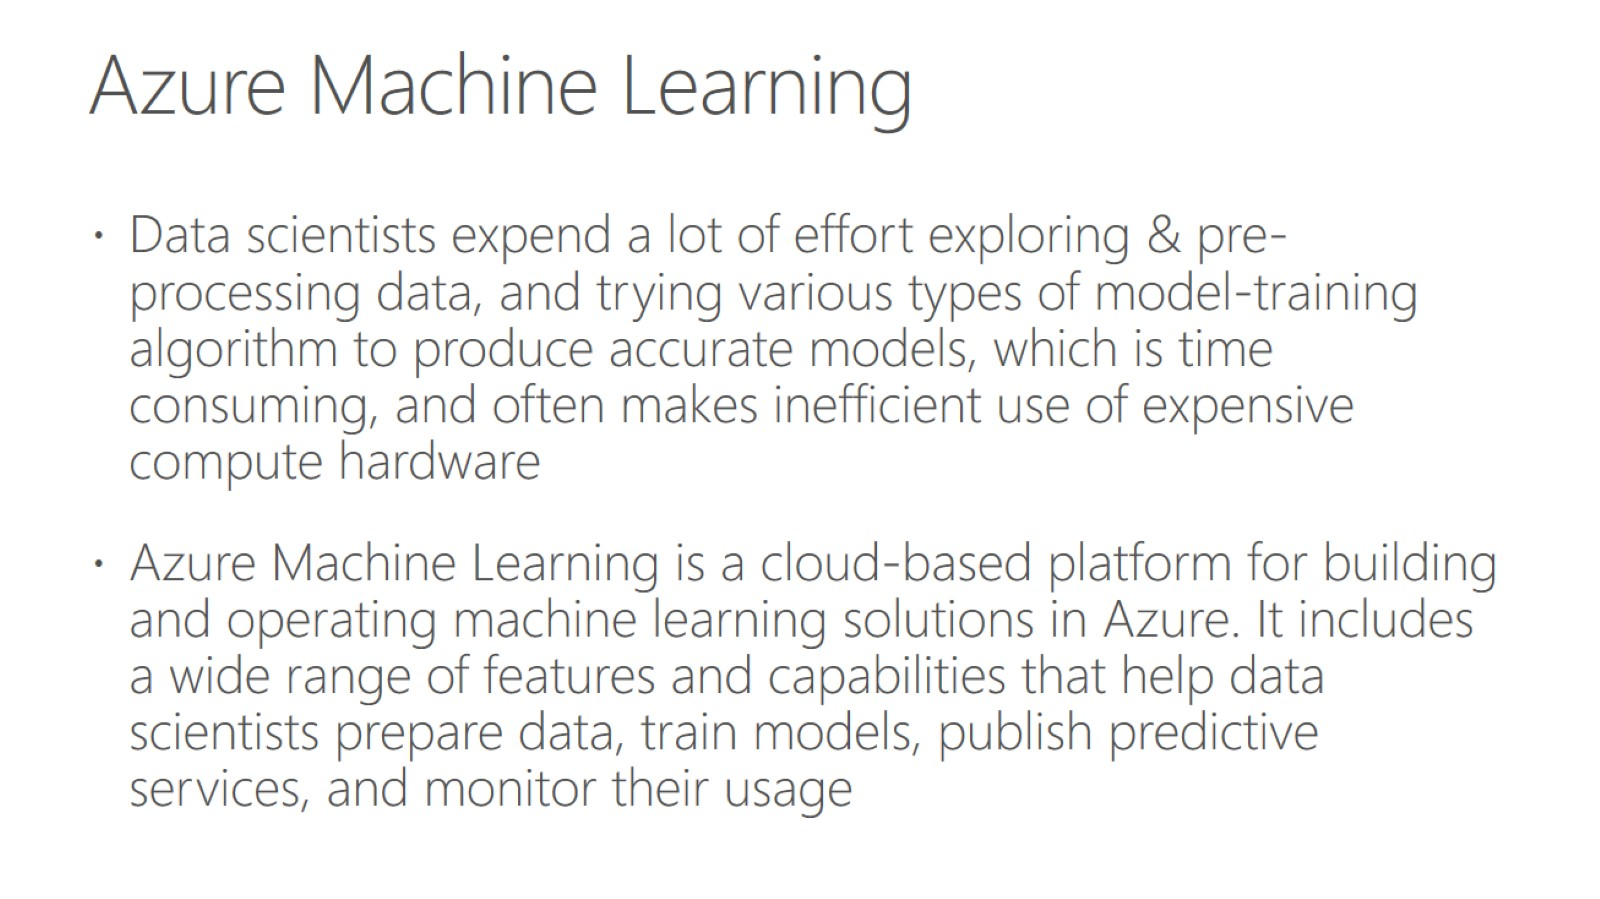 Azure Machine Learning
• Data scientists expend a lot of effort exploring & pre-
processing data, and trying various types of model-training
algorithm to produce accurate models, which is time
consuming, and often makes inefficient use of expensive
compute hardware
• Azure Machine Learning is a cloud-based platform for building
and operating machine learning solutions in Azure. It includes
a wide range of features and capabilities that help data
scientists prepare data, train models, publish predictive
services, and monitor their usage